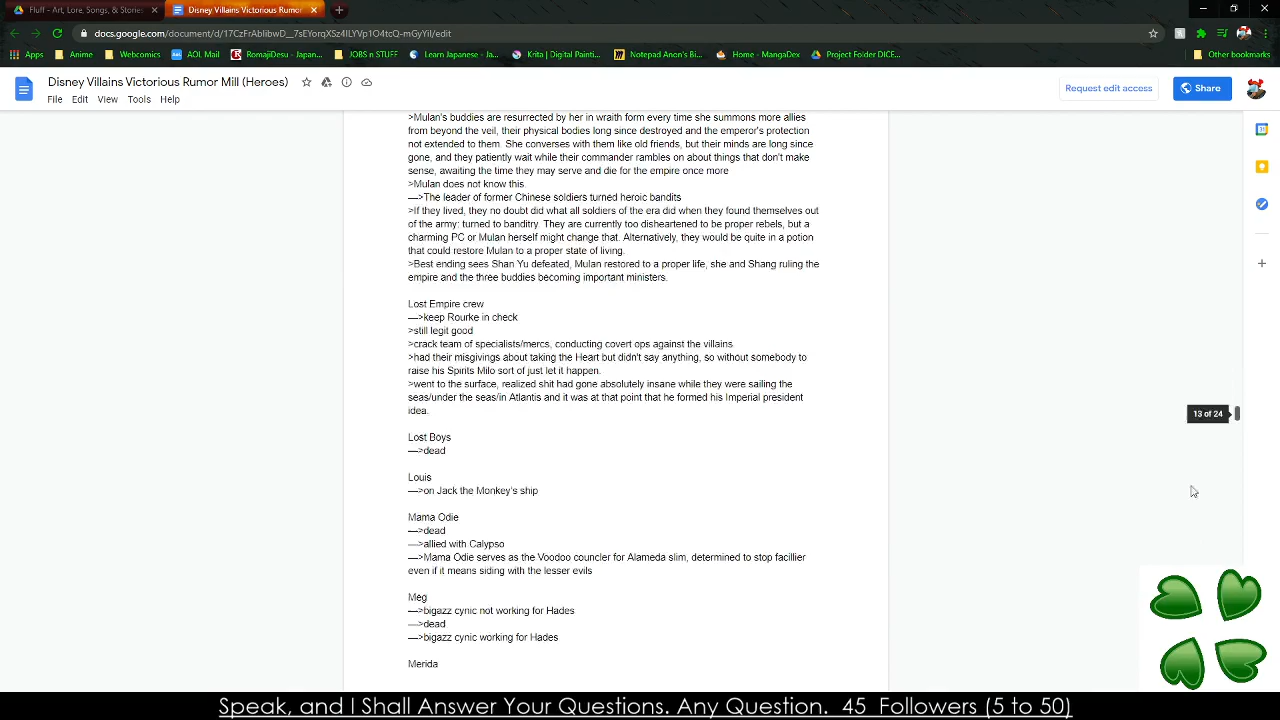 Fluff - Art, Lore, Songs, & Stories
Disney Villains Victorious Rumor
docs.google.com/document/d/
Apps
Anime
Webcomics
AOL Mail
RomajiDesu - Japan...
JOBS n STUFF
Learn Japanese - Ja...
Krita | Digital Paintin...
Notepad Anon's Bi...
Home - MangaDex
Project Folder DICE...
Other bookmarks
Disney Villains Victorious Rumor Mill (Heroes)
File Edit View Tools Help
Request edit access
Share
>Mulan's buddies are resurrected by her in wraith form every time she summons more allies
from beyond the veil, their physical bodies long since destroyed and the emperor's protection
not extended to them. She converses with them like old friends, but their minds are long since
gone, and they patiently wait while their commander rambles on about things that don't make
sense, awaiting the time they may serve and die for the empire once more
>Mulan does not know this.
—>The leader of former Chinese soldiers turned heroic bandits
>If they lived, they no doubt did what all soldiers of the era did when they found themselves out
of the army: turned to banditry. They are currently too disheartened to be proper rebels, but a
charming PC or Mulan herself might change that. Alternatively, they would be quite in a potion
that could restore Mulan to a proper state of living.
>Best ending sees Shan Yu defeated, Mulan restored to a proper life, she and Shang ruling the
empire and the three buddies becoming important ministers.
Lost Empire crew
—>keep Rourke in check
>still legit good
>crack team of specialists/mercs, conducting covert ops against the villains.
>had their misgivings about taking the Heart but didn't say anything, so without somebody to
raise his Spirits Milo sort of just let it happen.
>went to the surface, realized shit had gone absolutely insane while they were sailing the
seas/under the seas/in Atlantis and it was at that point that he formed his Imperial president
idea.
13 of 24
Lost Boys
—>dead
Louis
—>on Jack the Monkey's ship
Mama Odie
—>dead
—>allied with Calypso
—>Mama Odie serves as the Voodoo councler for Alameda slim, determined to stop facillier
even if it means siding with the lesser evils
Meg
—>bigazz cynic not working for Hades
—>dead
—>bigazz cynic working for Hades
Merida
Speak, and I Shall Answer Your Questions. Any Question. 45 Followers (5 to 50)